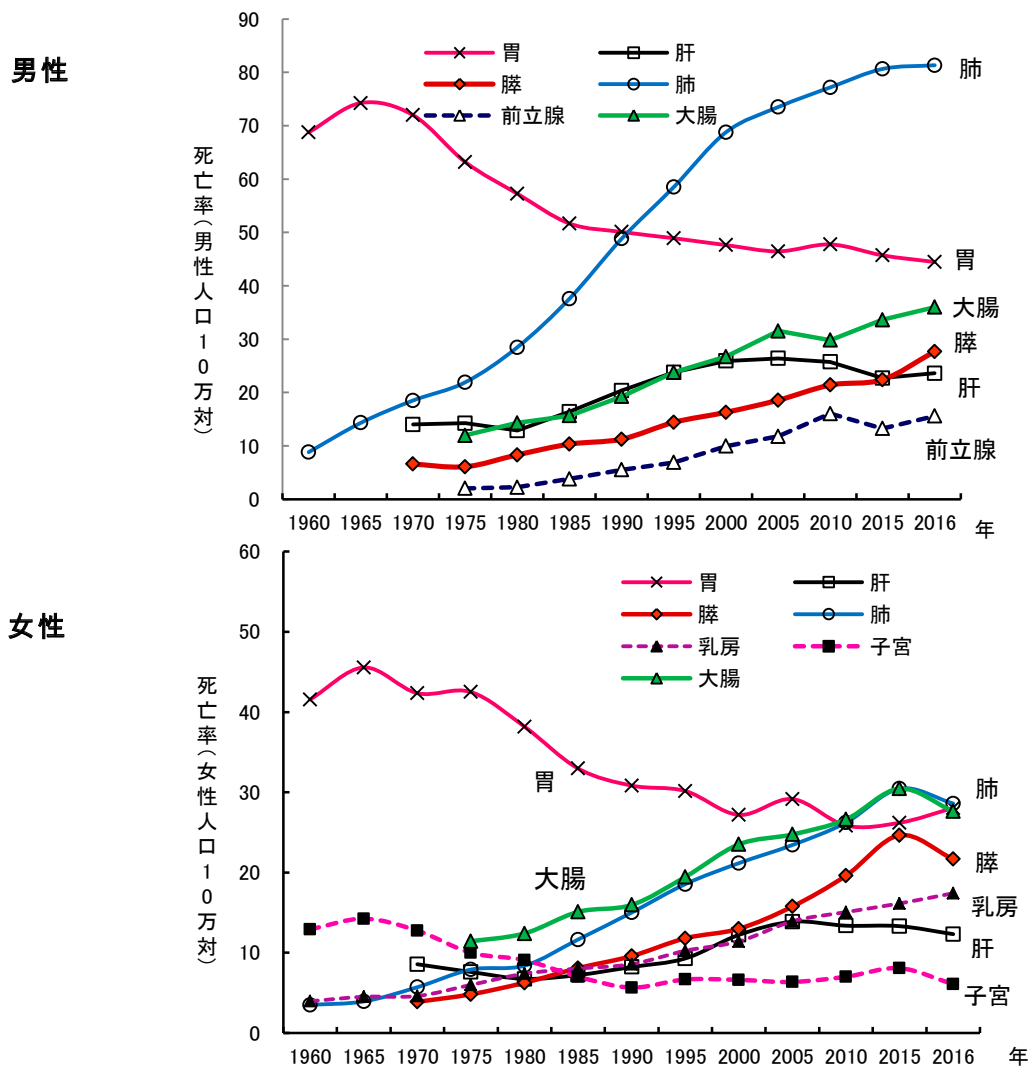 男性
死亡率(男性人口10万対)
90
80
70
60
50
40
30
20
10
0
胃 肝
膵 肺
前立腺 大腸
肺
胃
大腸
膵
肝
前立腺
1960 1965 1970 1975 1980 1985 1990 1995 2000 2005 2010 2015 2016 年
女性
死亡率(女性人口10万対)
60
50
40
30
20
10
0
胃 肝
膵 肺
乳房 子宮
大腸
胃
大腸
肺
膵
乳房
肝
子宮
1960 1965 1970 1975 1980 1985 1990 1995 2000 2005 2010 2015 2016 年